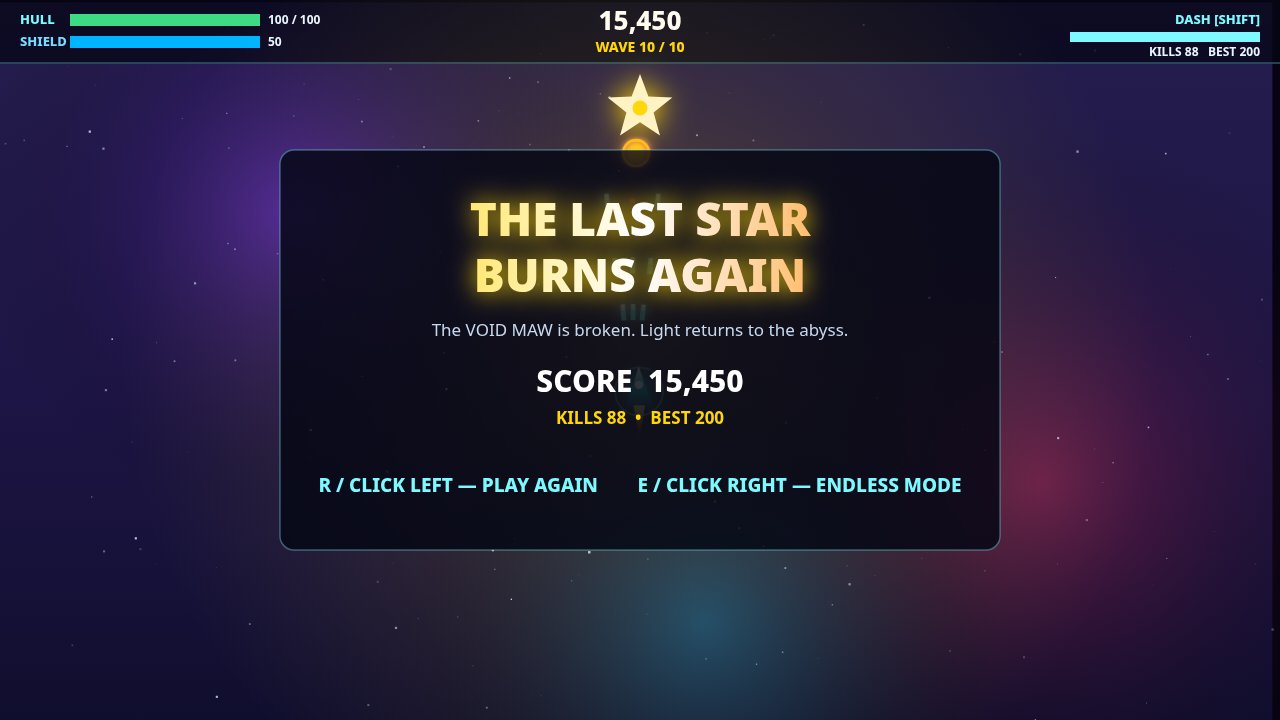 HULL 100 / 100
SHIELD 50
15,450
WAVE 10 / 10
DASH [SHIFT]
KILLS 88 BEST 200
THE LAST STAR
BURNS AGAIN
The VOID MAW is broken. Light returns to the abyss.
SCORE 15,450
KILLS 88 • BEST 200
R / CLICK LEFT — PLAY AGAIN E / CLICK RIGHT — ENDLESS MODE